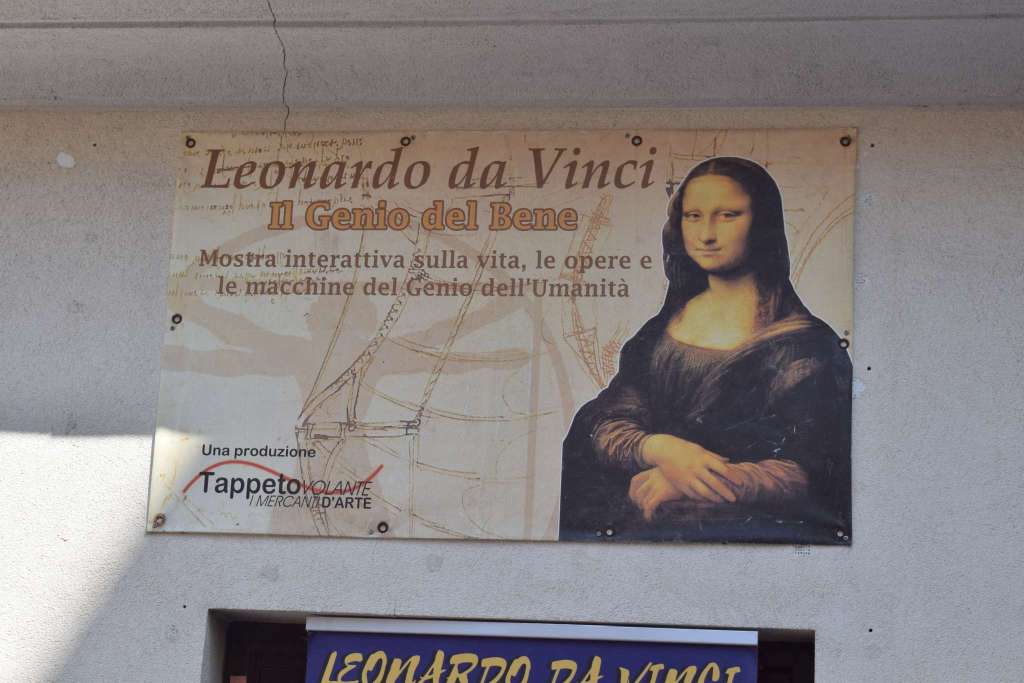 Leonardo da Vinci
Il Genio del Bene
Mostra interattiva sulla vita, le opere e
le macchine del Genio dell'Umanità
Una produzione
TappetoVOLANTE
I MERCANTI D'ARTE
LEONARDO DA VINCI